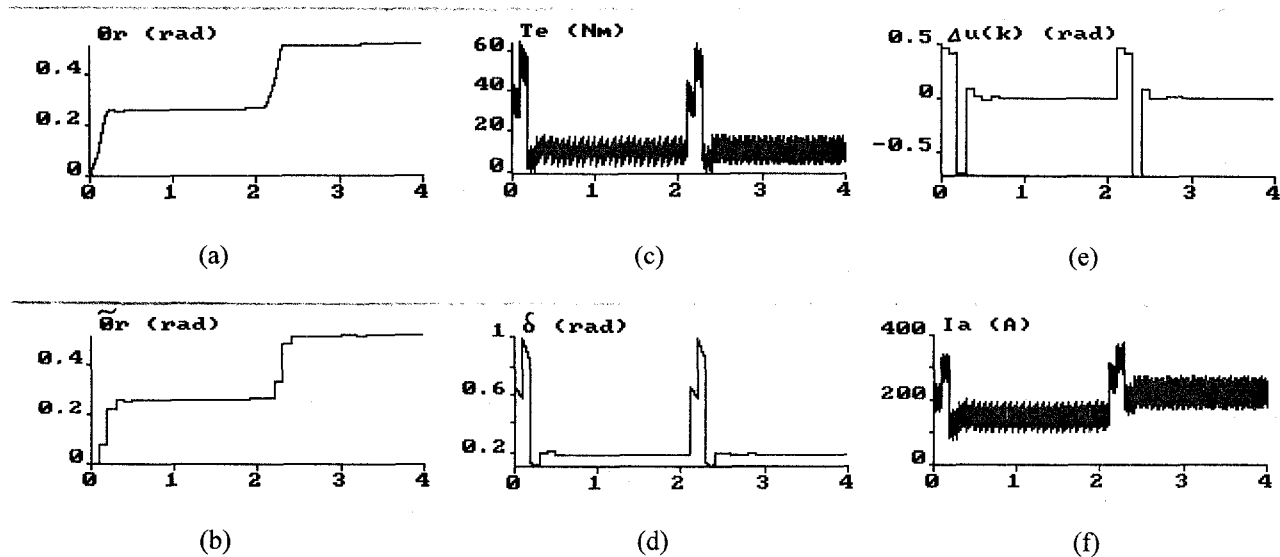 θr (rad)
0.4
0.2
0
0 1 2 3 4
(a)
Te (Nm)
60
40
20
0
0 1 2 3 4
(c)
Δu(k) (rad)
0.5
0
-0.5
0 1 2 3 4
(e)
θ̃r (rad)
0.4
0.2
0
0 1 2 3 4
(b)
δ (rad)
1
0.6
0.2
0 1 2 3 4
(d)
Ia (A)
400
200
0
0 1 2 3 4
(f)